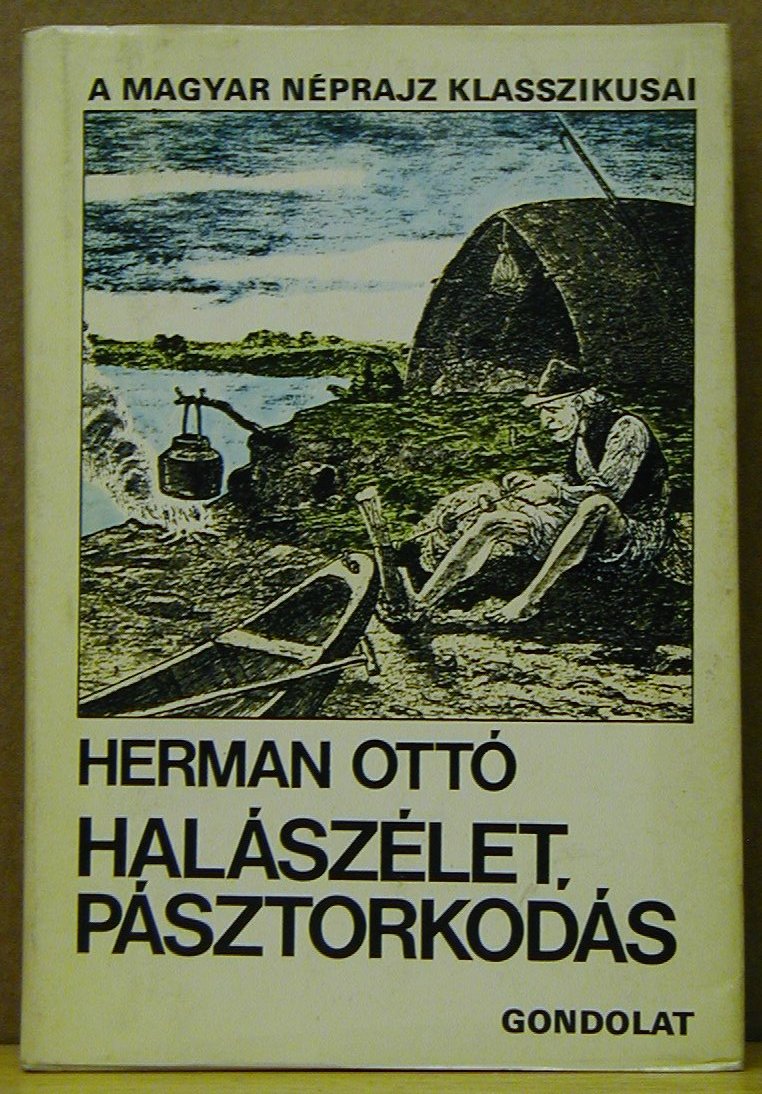 A MAGYAR NÉPRAJZ KLASSZIKUSAI
HERMAN OTTÓ
HALÁSZÉLET,
PÁSZTORKODÁS
GONDOLAT